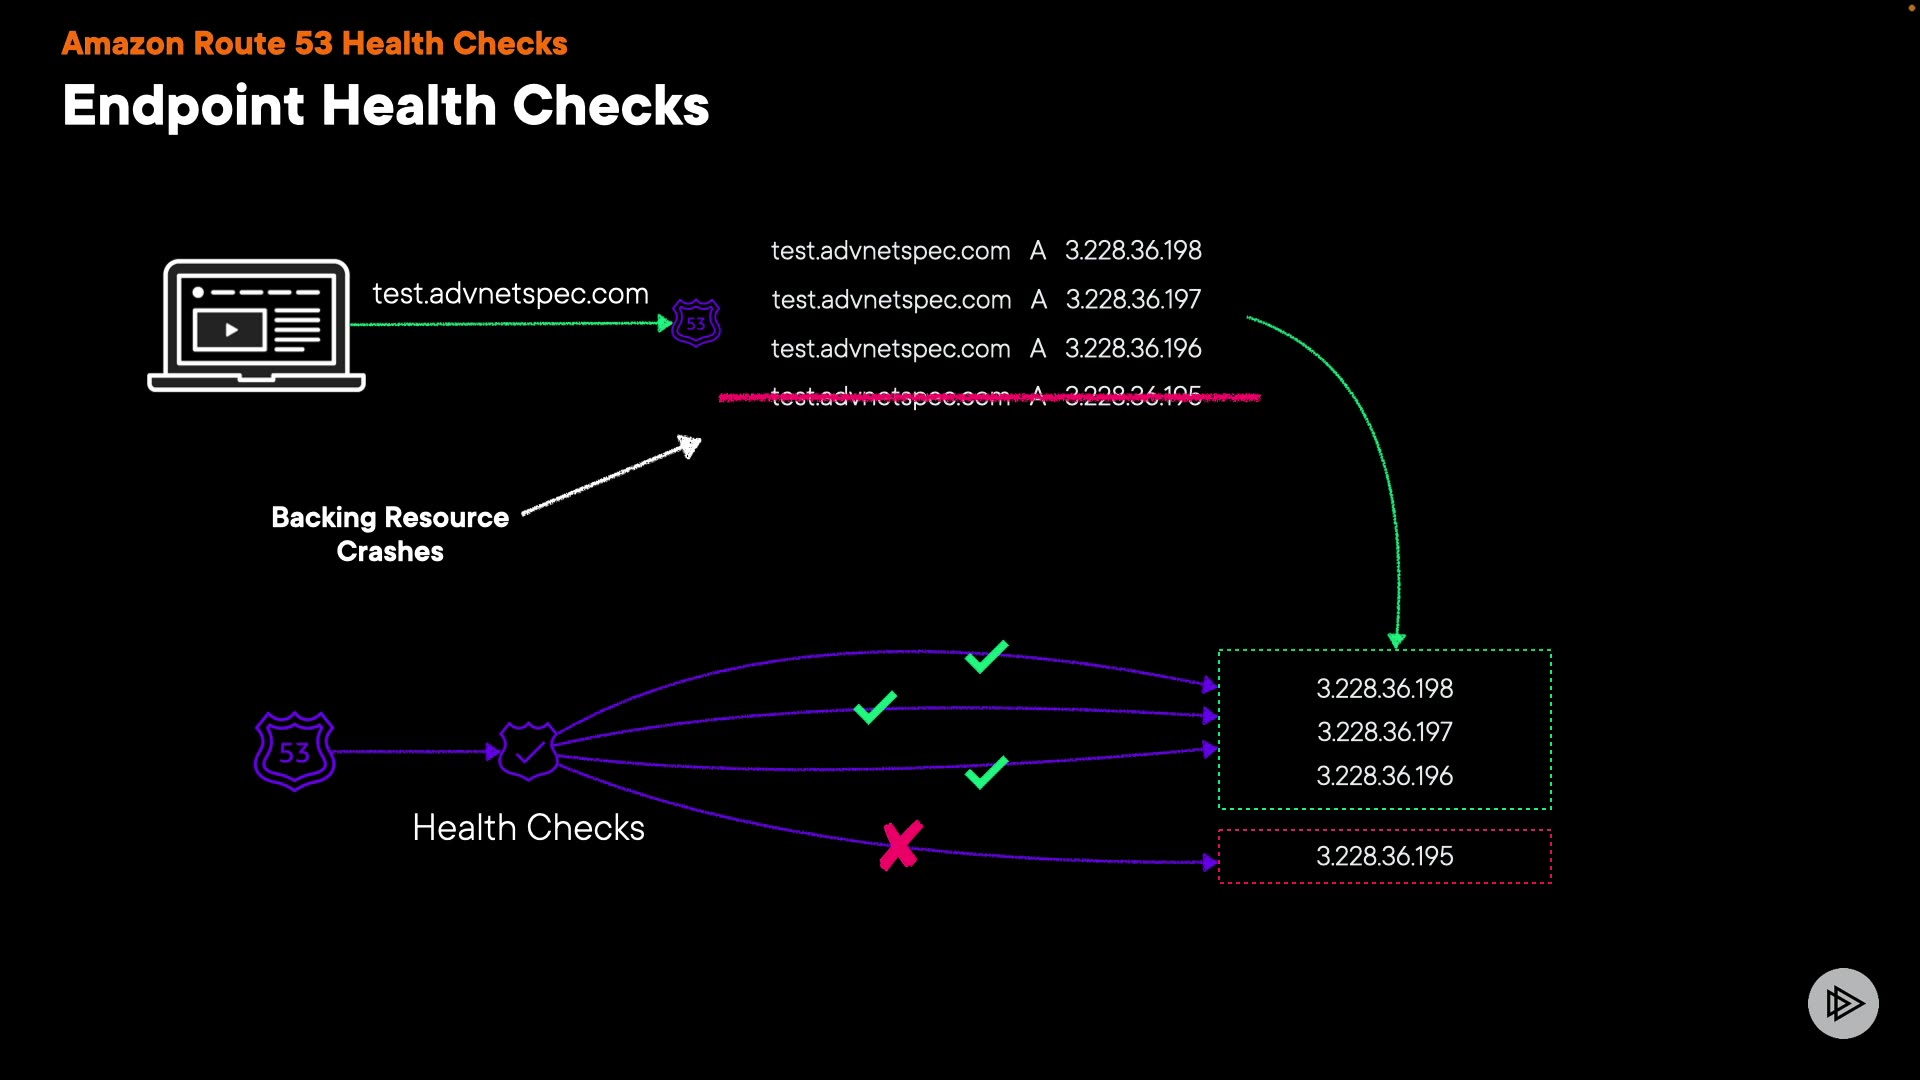 Amazon Route 53 Health Checks
Endpoint Health Checks
test.advnetspec.com
53
test.advnetspec.com A 3.228.36.198
test.advnetspec.com A 3.228.36.197
test.advnetspec.com A 3.228.36.196
test.advnetspec.com A 3.228.36.195
Backing Resource
Crashes
53
Health Checks
3.228.36.198
3.228.36.197
3.228.36.196
3.228.36.195